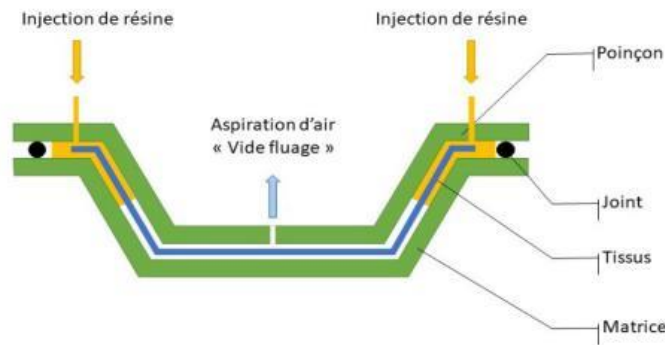 Injection de résine
Injection de résine
Poinçon
Aspiration d'air
« Vide fluage »
Joint
Tissus
Matrice